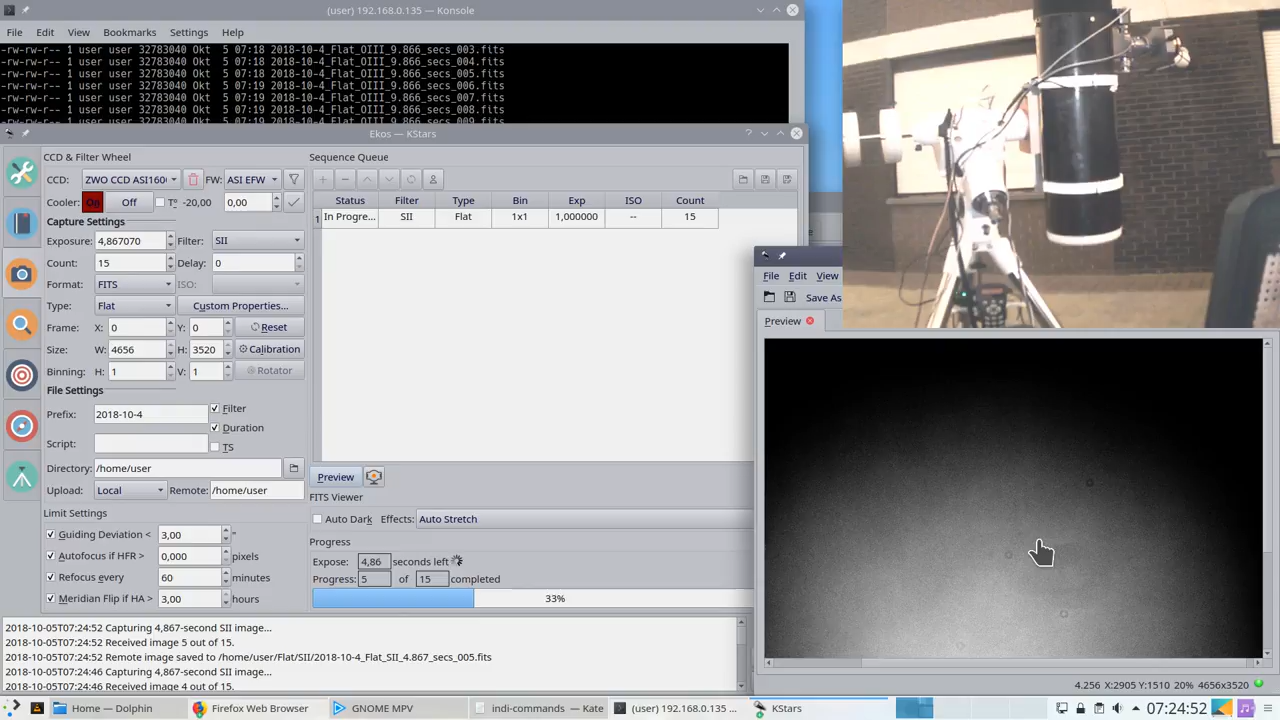 (user) 192.168.0.135 — Konsole
File Edit View Bookmarks Settings Help
-rw-rw-r-- 1 user user 32783040 Okt 5 07:18 2018-10-4_Flat_OIII_9.866_secs_003.fits
-rw-rw-r-- 1 user user 32783040 Okt 5 07:18 2018-10-4_Flat_OIII_9.866_secs_004.fits
-rw-rw-r-- 1 user user 32783040 Okt 5 07:18 2018-10-4_Flat_OIII_9.866_secs_005.fits
-rw-rw-r-- 1 user user 32783040 Okt 5 07:19 2018-10-4_Flat_OIII_9.866_secs_006.fits
-rw-rw-r-- 1 user user 32783040 Okt 5 07:19 2018-10-4_Flat_OIII_9.866_secs_007.fits
-rw-rw-r-- 1 user user 32783040 Okt 5 07:19 2018-10-4_Flat_OIII_9.866_secs_008.fits
-rw-rw-r-- 1 user user 32783040 Okt 5 07:19 2018-10-4_Flat_OIII_9.866_secs_009.fits
Ekos — KStars
CCD & Filter Wheel
CCD: ZWO CCD ASI160 FW: ASI EFW
Cooler: On Off T° -20,00 0,00
Capture Settings
Exposure: 4,867070 Filter: SII
Count: 15 Delay: 0
Format: FITS ISO:
Type: Flat Custom Properties...
Frame: X: 0 Y: 0 Reset
Size: W: 4656 H: 3520 Calibration
Binning: H: 1 V: 1 Rotator
File Settings
Prefix: 2018-10-4 Filter
Duration
Script: TS
Directory: /home/user
Upload: Local Remote: /home/user
Limit Settings
Guiding Deviation < 3,00 "
Autofocus if HFR > 0,000 pixels
Refocus every 60 minutes
Meridian Flip if HA > 3,00 hours
Sequence Queue
Status Filter Type Bin Exp ISO Count
1 In Progre... SII Flat 1x1 1,000000 -- 15
Preview
FITS Viewer
Auto Dark Effects: Auto Stretch
Progress
Expose: 4,86 seconds left
Progress: 5 of 15 completed
33%
2018-10-05T07:24:52 Capturing 4,867-second SII image...
2018-10-05T07:24:52 Received image 5 out of 15.
2018-10-05T07:24:52 Remote image saved to /home/user/Flat/SII/2018-10-4_Flat_SII_4.867_secs_005.fits
2018-10-05T07:24:46 Capturing 4,867-second SII image...
2018-10-05T07:24:46 Received image 4 out of 15.
File Edit View
Save As
Preview
4.256 X:2905 Y:1510 20% 4656x3520
Home — Dolphin Firefox Web Browser GNOME MPV indi-comm... — Kate (user) 192.168.0.135 ... KStars 07:24:52